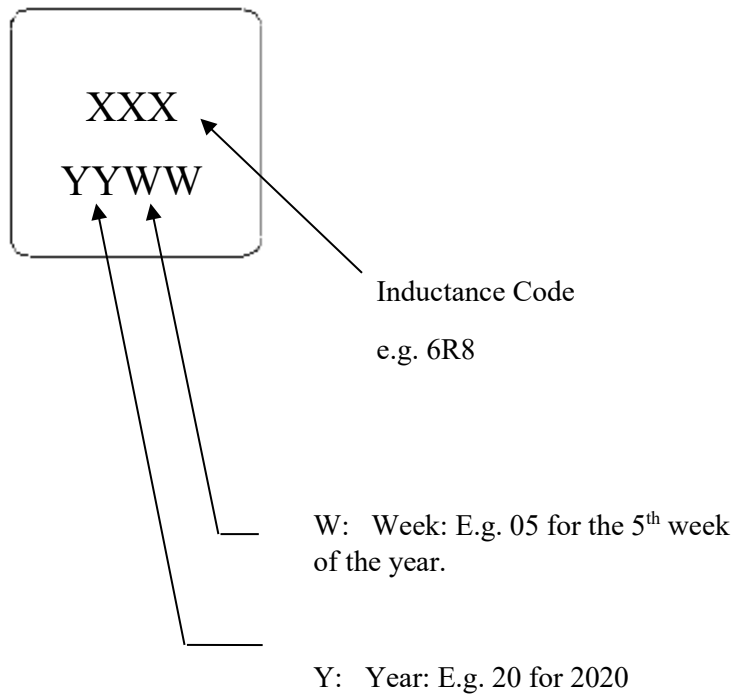 XXX
YYWW
Inductance Code
e.g. 6R8
W: Week: E.g. 05 for the 5th week
of the year.
Y: Year: E.g. 20 for 2020